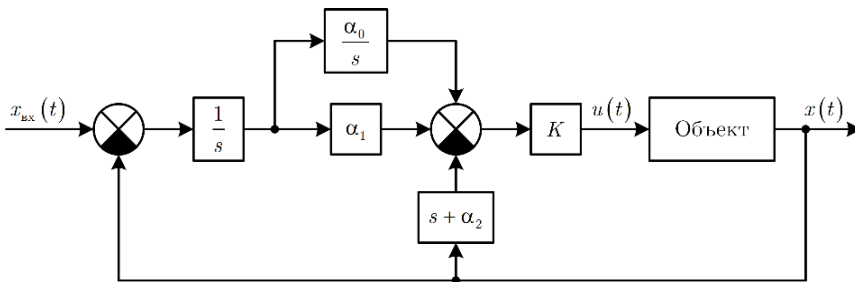 α₀
s
x_вх(t)
1
s
α₁
K
u(t)
Объект
x(t)
s + α₂